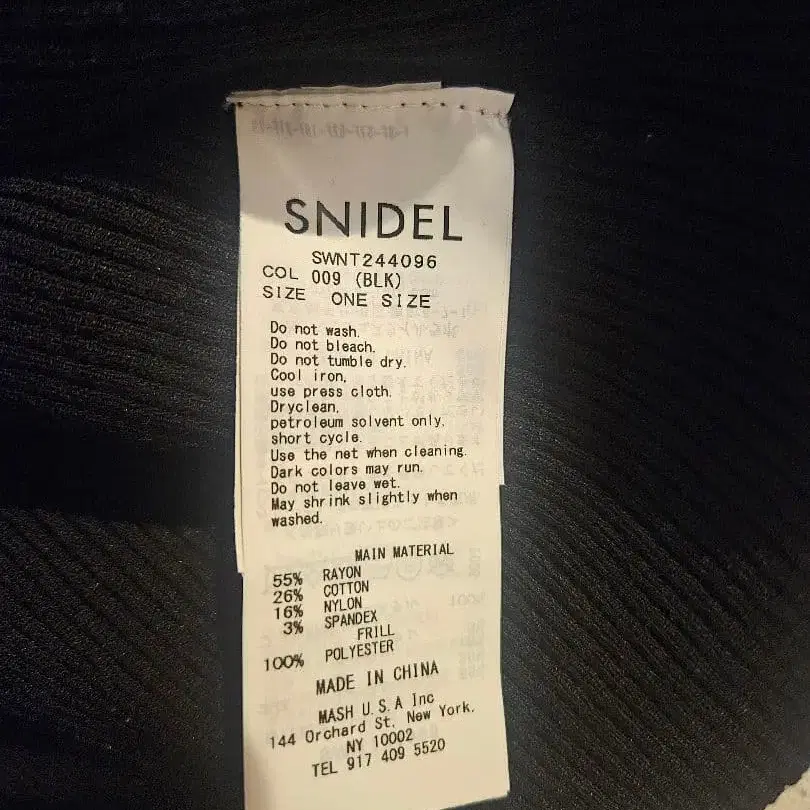 SNIDEL
SWNT244096
COL 009 (BLK)
SIZE ONE SIZE
Do not wash.
Do not bleach.
Do not tumble dry.
Cool iron,
use press cloth.
Dryclean,
petroleum solvent only,
short cycle.
Use the net when cleaning.
Dark colors may run.
Do not leave wet.
May shrink slightly when
washed.
MAIN MATERIAL
55% RAYON
26% COTTON
16% NYLON
3% SPANDEX
FRILL
100% POLYESTER
MADE IN CHINA
MASH U.S.A Inc
144 Orchard St, New York,
NY 10002
TEL 917 409 5520